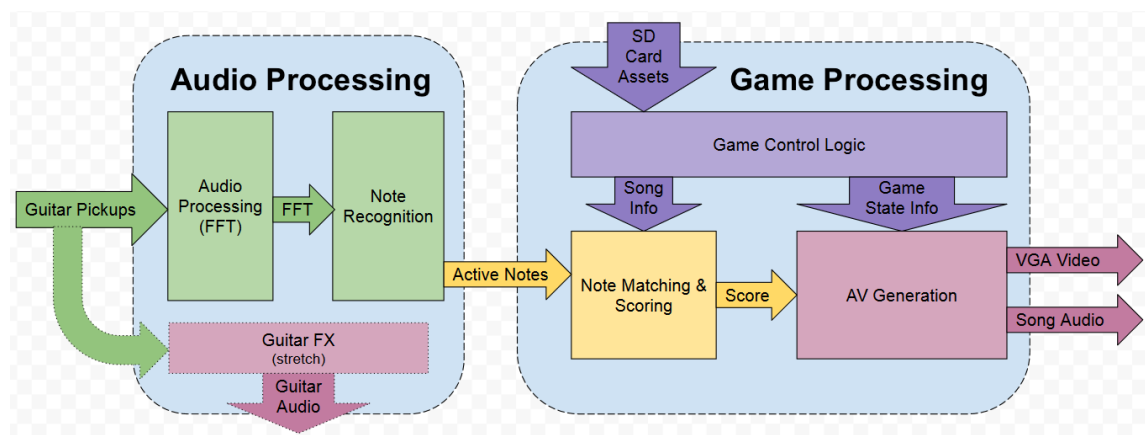 Audio Processing
Guitar Pickups
Audio
Processing
(FFT)
FFT
Note
Recognition
Guitar FX
(stretch)
Guitar
Audio
Active Notes
SD
Card
Assets
Game Processing
Game Control Logic
Song
Info
Game
State Info
Note Matching &
Scoring
Score
AV Generation
VGA Video
Song Audio